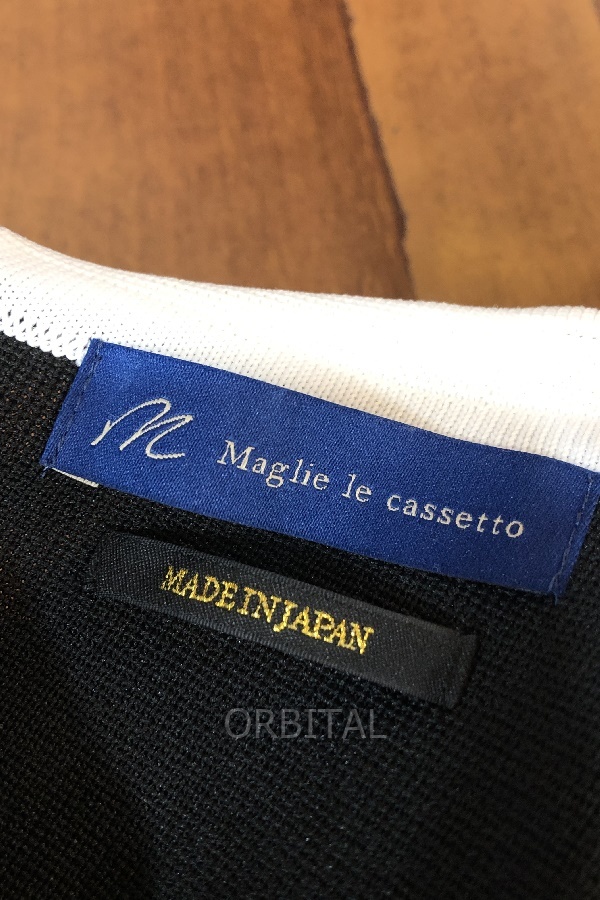 M Maglie le cassetto
MADE IN JAPAN
ORBITAL